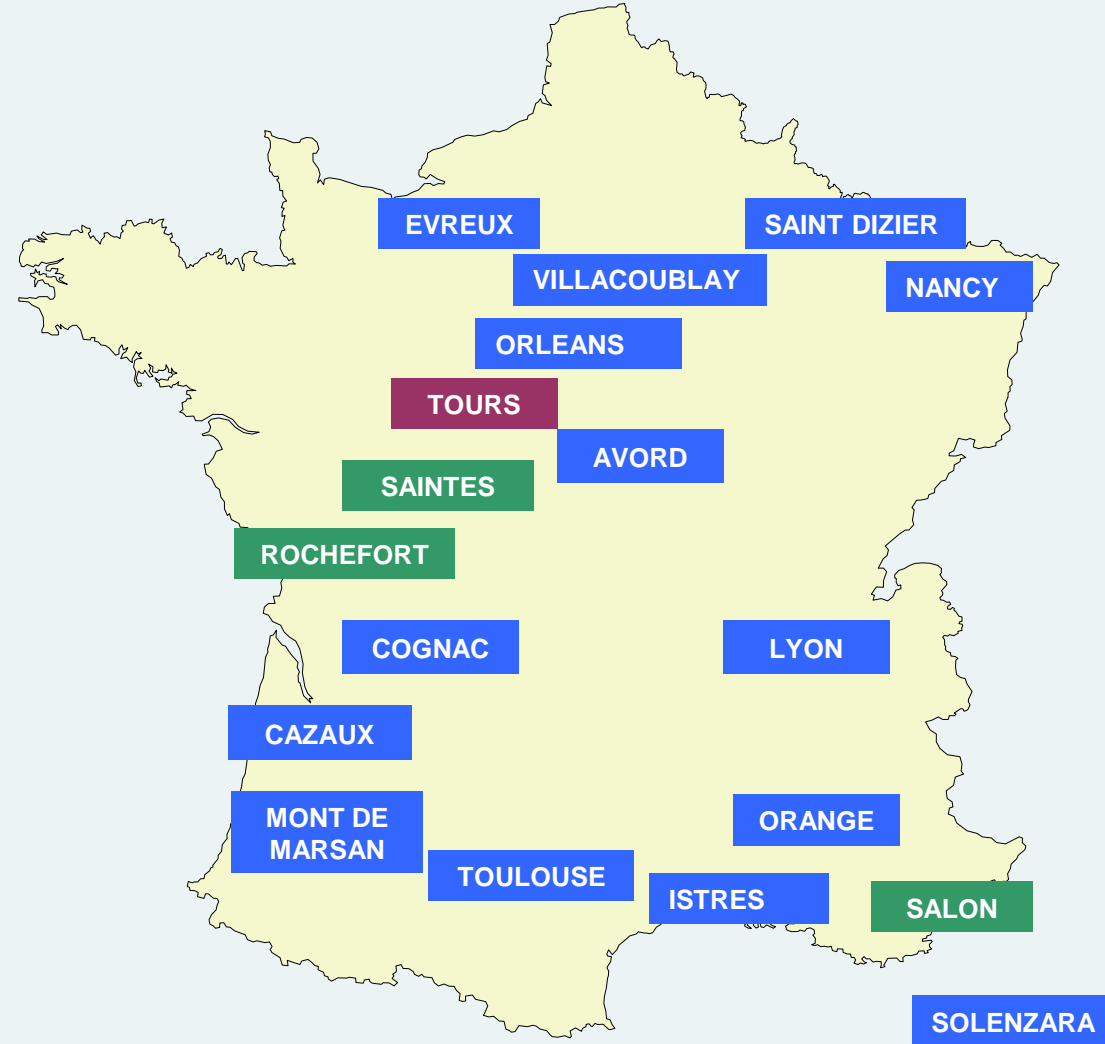 EVREUX
SAINT DIZIER
VILLACOUBLAY
NANCY
ORLEANS
TOURS
AVORD
SAINTES
ROCHEFORT
COGNAC
LYON
CAZAUX
MONT DE
MARSAN
ORANGE
TOULOUSE
ISTRES
SALON
SOLENZARA